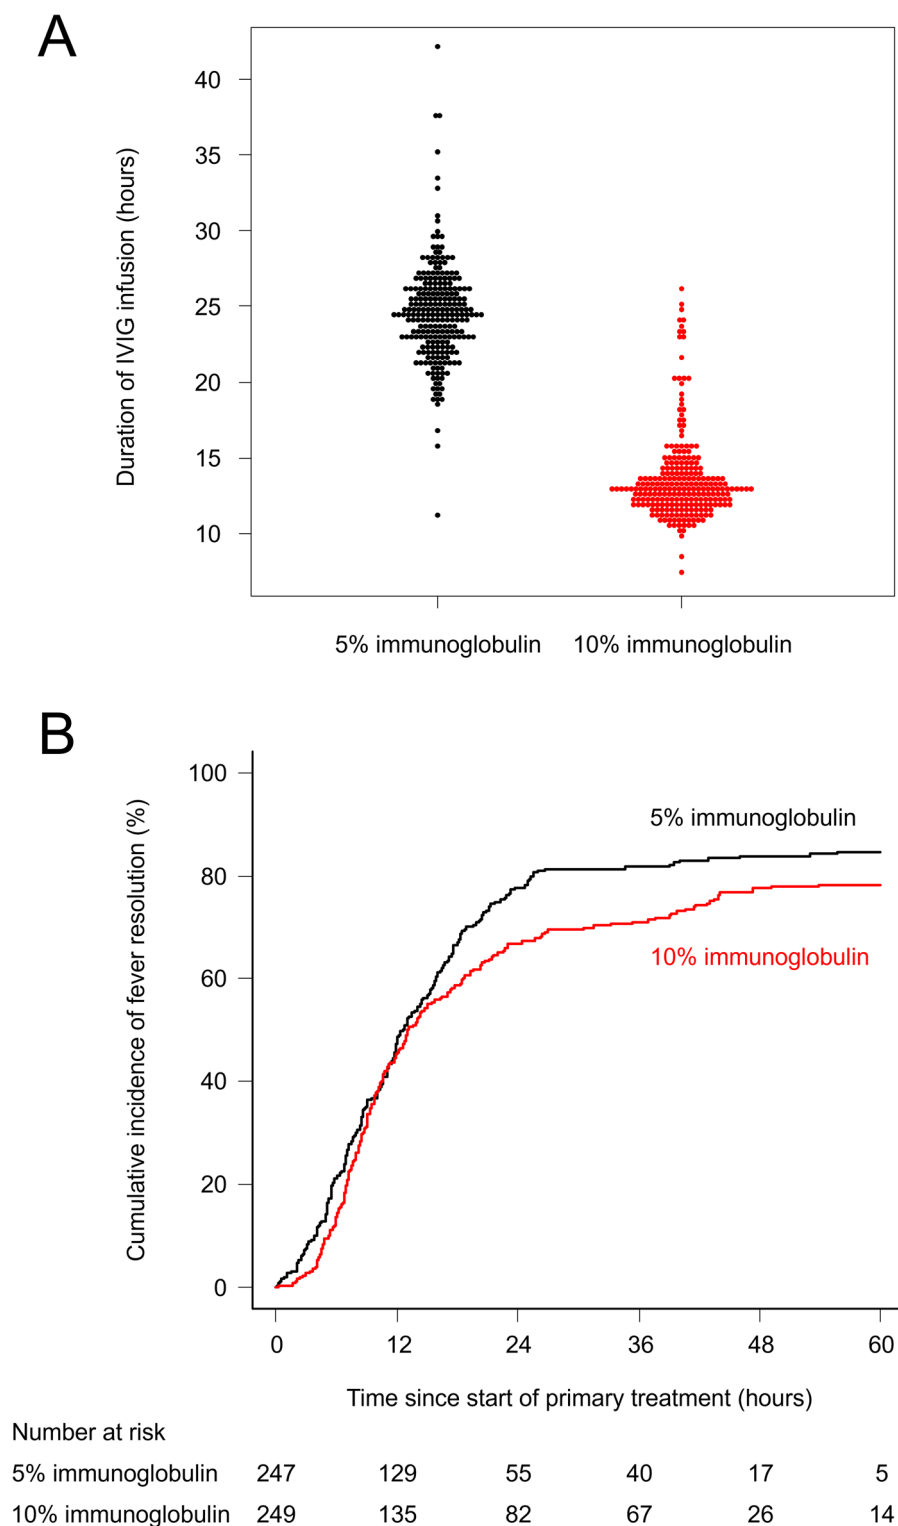 A
Duration of IVIG infusion (hours)
40
35
30
25
20
15
10
5% immunoglobulin 10% immunoglobulin
B
Cumulative incidence of fever resolution (%)
100
80
60
40
20
0
5% immunoglobulin
10% immunoglobulin
0 12 24 36 48 60
Time since start of primary treatment (hours)
Number at risk
5% immunoglobulin 247 129 55 40 17 5
10% immunoglobulin 249 135 82 67 26 14